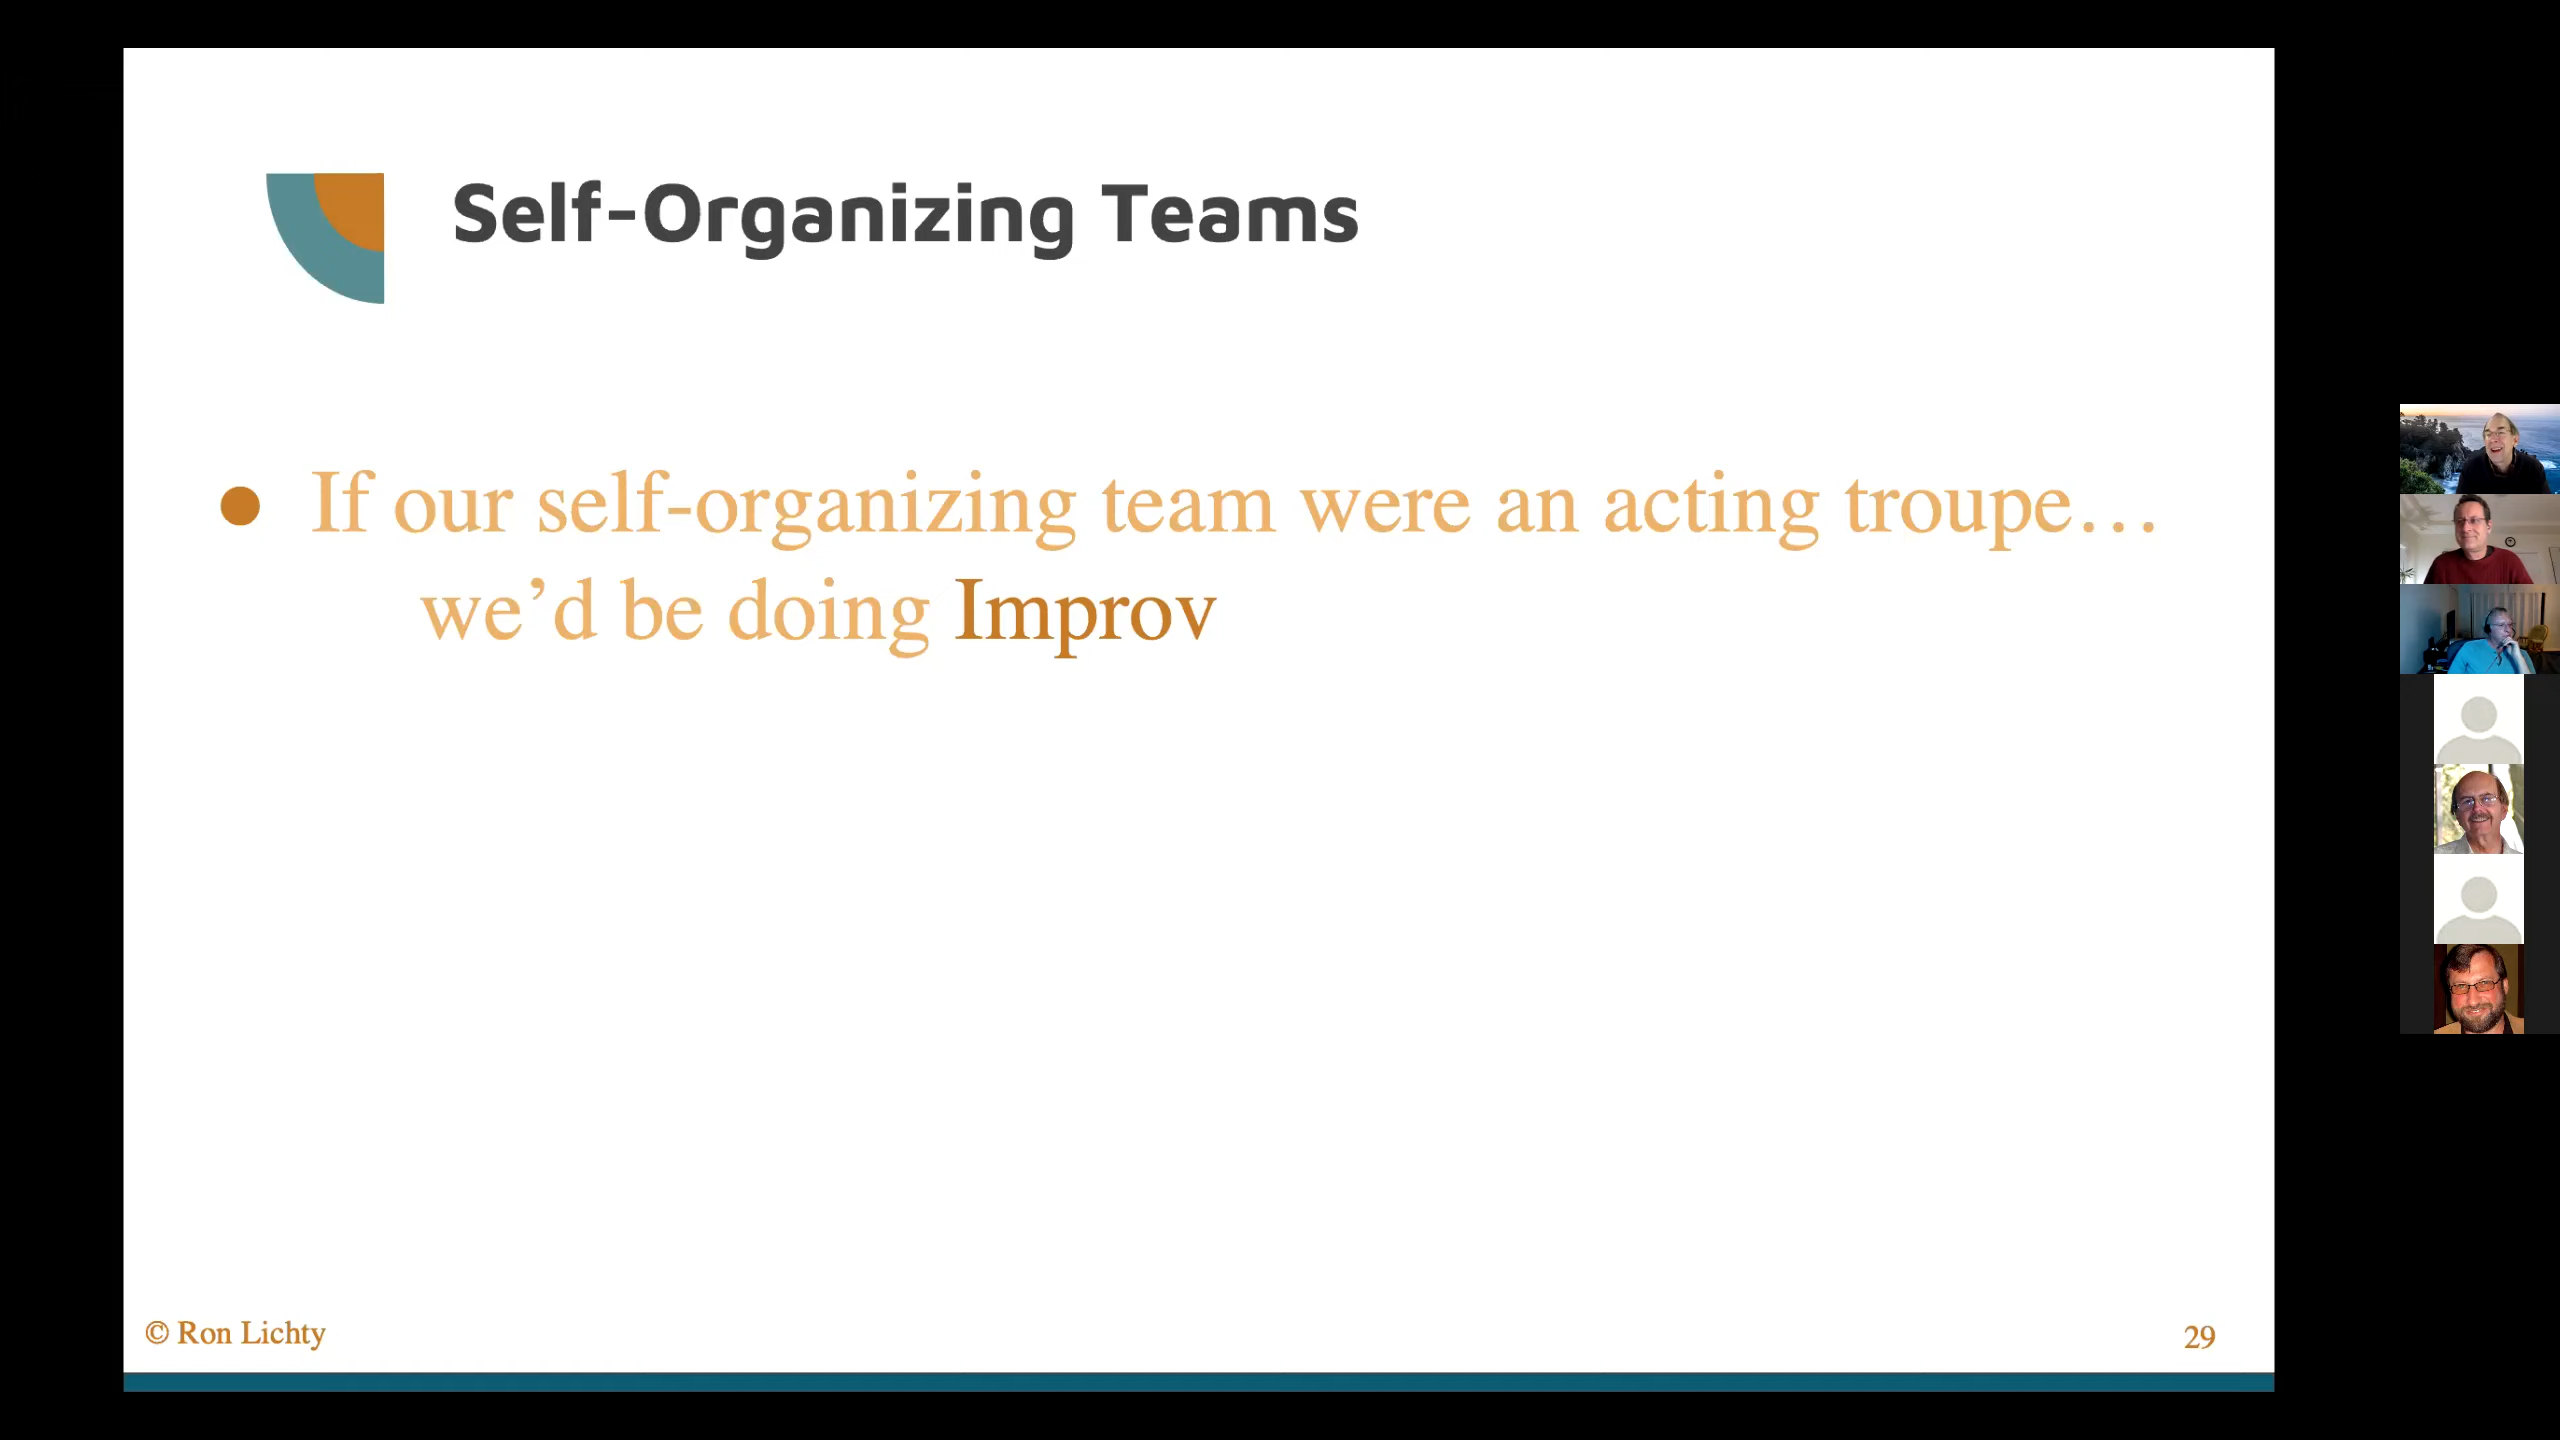 Self-Organizing Teams
● If our self-organizing team were an acting troupe…
we’d be doing Improv
© Ron Lichty
29